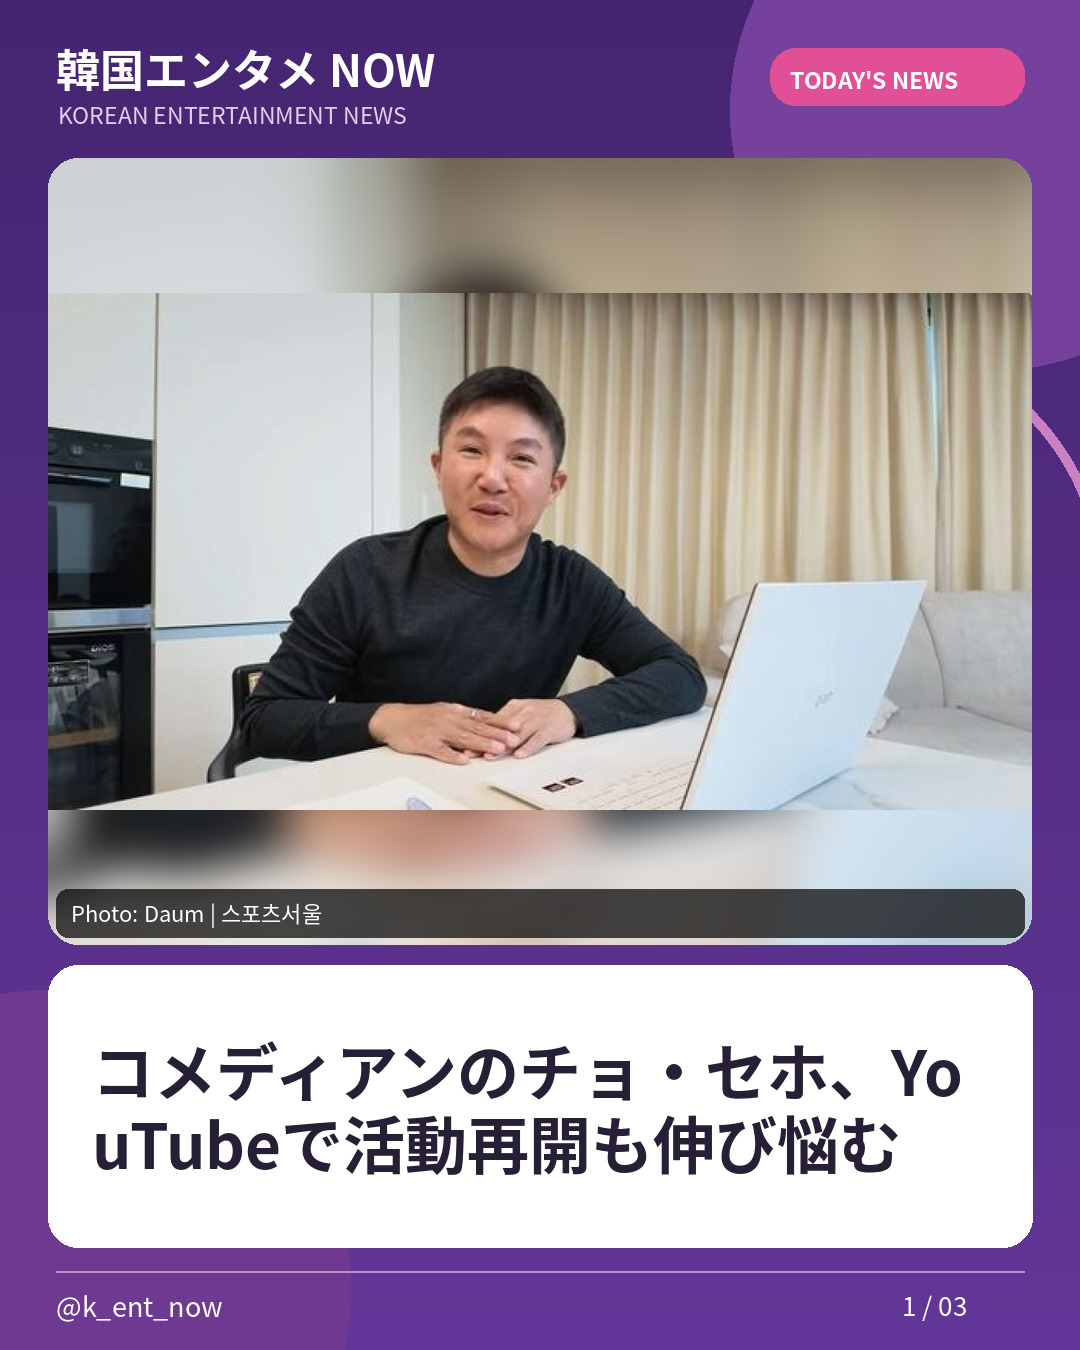 韓国エンタメ NOW
KOREAN ENTERTAINMENT NEWS
TODAY'S NEWS
DIOS
Photo: Daum | 스포츠서울
コメディアンのチョ・セホ、Yo
uTubeで活動再開も伸び悩む
@k_ent_now
1 / 03